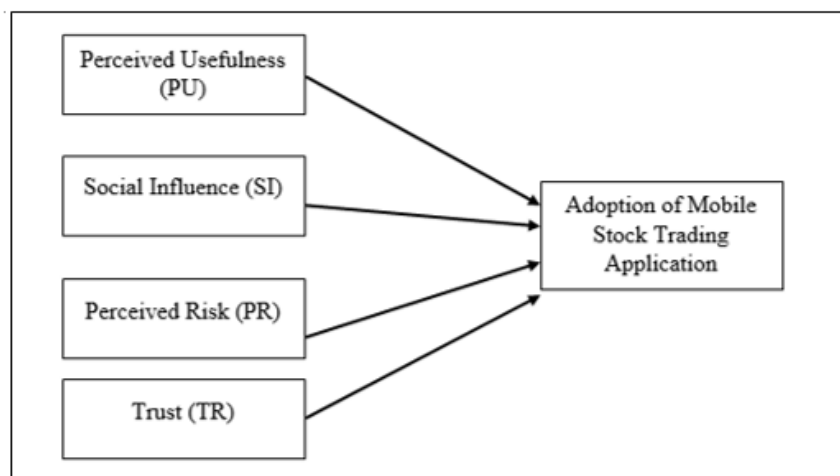 Perceived Usefulness
(PU)
Social Influence (SI)
Adoption of Mobile
Stock Trading
Application
Perceived Risk (PR)
Trust (TR)